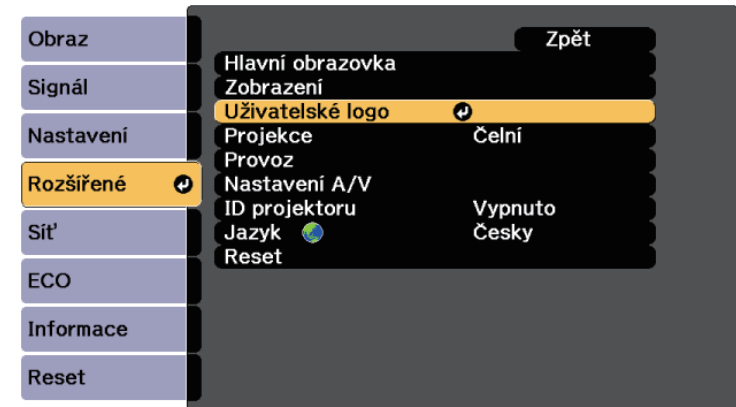 Obraz
Signál
Nastavení
Rozšířené
Síť
ECO
Informace
Reset
Zpět
Hlavní obrazovka
Zobrazení
Uživatelské logo
Projekce Čelní
Provoz
Nastavení A/V
ID projektoru Vypnuto
Jazyk Česky
Reset